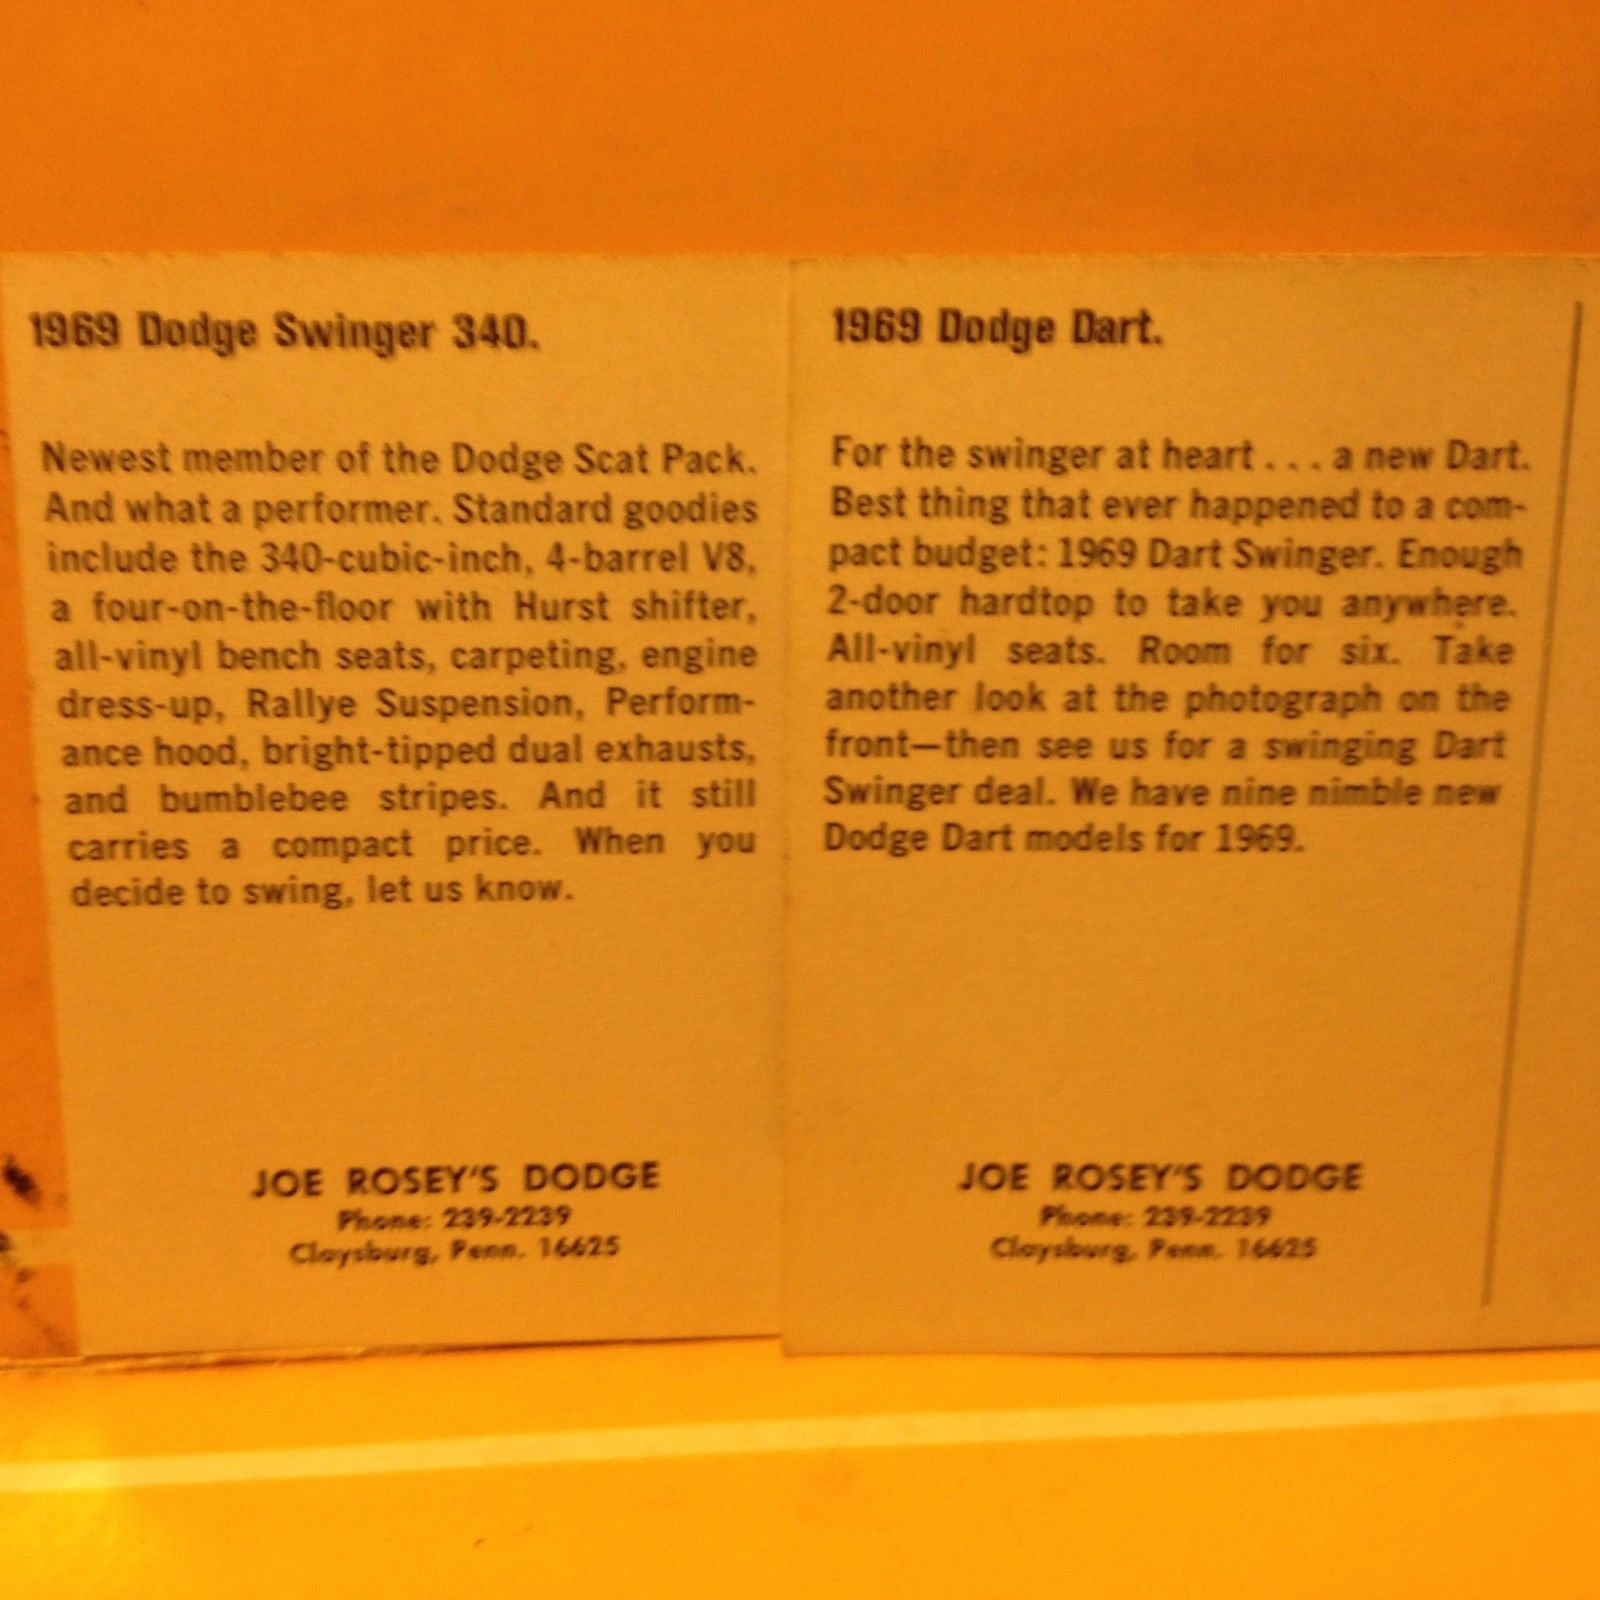 1969 Dodge Swinger 340.
Newest member of the Dodge Scat Pack.
And what a performer. Standard goodies
include the 340-cubic-inch, 4-barrel V8,
a four-on-the-floor with Hurst shifter,
all-vinyl bench seats, carpeting, engine
dress-up, Rallye Suspension, Perform-
ance hood, bright-tipped dual exhausts,
and bumblebee stripes. And it still
carries a compact price. When you
decide to swing, let us know.
JOE ROSEY'S DODGE
Phone: 239-2239
Claysburg, Penn. 16625
1969 Dodge Dart.
For the swinger at heart . . . a new Dart.
Best thing that ever happened to a com-
pact budget: 1969 Dart Swinger. Enough
2-door hardtop to take you anywhere.
All-vinyl seats. Room for six. Take
another look at the photograph on the
front—then see us for a swinging Dart
Swinger deal. We have nine nimble new
Dodge Dart models for 1969.
JOE ROSEY'S DODGE
Phone: 239-2239
Claysburg, Penn. 16625